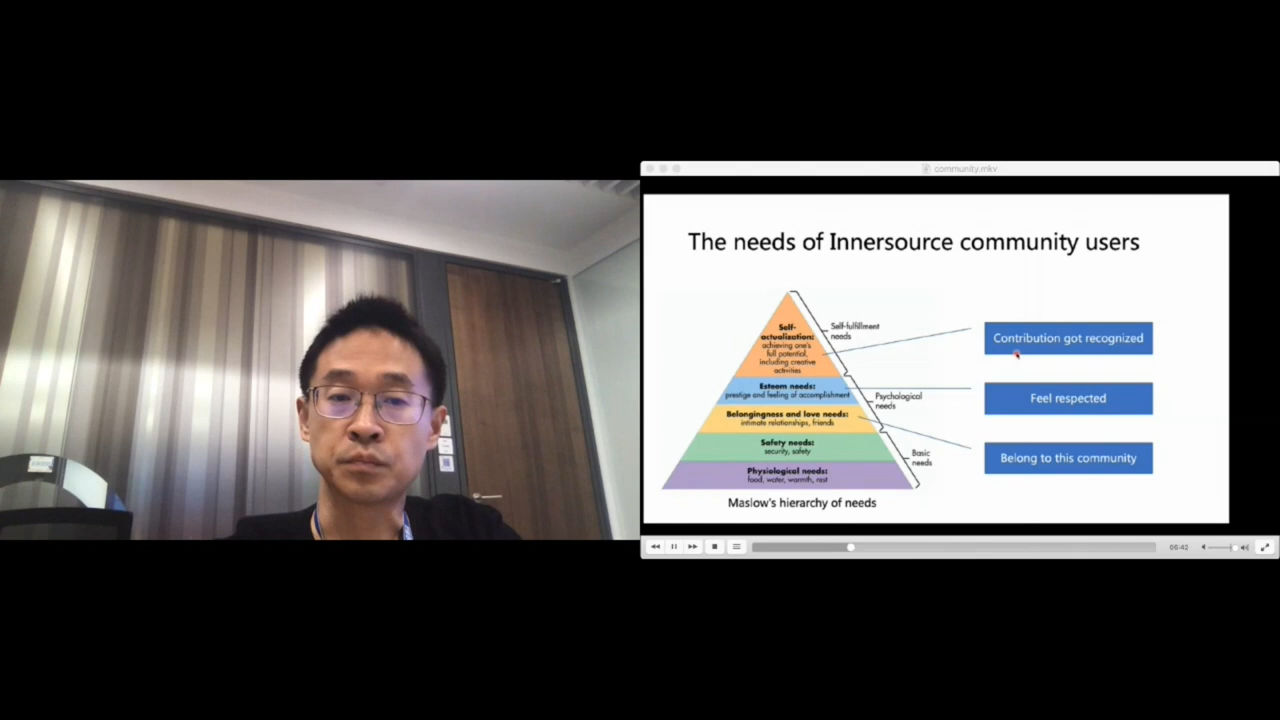 community.mkv
The needs of Innersource community users
Self-
actualization:
achieving one's
full potential,
including creative
activities
Esteem needs:
prestige and feeling of accomplishment
Belongingness and love needs:
intimate relationships, friends
Safety needs:
security, safety
Physiological needs:
food, water, warmth, rest
Self-fulfillment
needs
Psychological
needs
Basic
needs
Maslow's hierarchy of needs
Contribution got recognized
Feel respected
Belong to this community
06:42